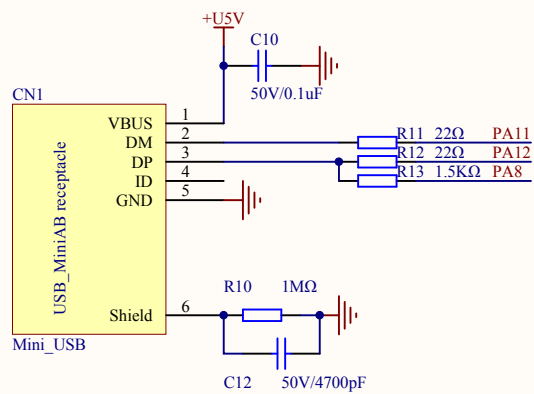 +U5V
C10
50V/0.1uF
CN1
VBUS 1
DM 2 R11 22Ω PA11
DP 3 R12 22Ω PA12
R13 1.5KΩ PA8
ID 4
GND 5
USB_MiniAB receptacle
R10 1MΩ
Shield 6
Mini_USB
C12 50V/4700pF